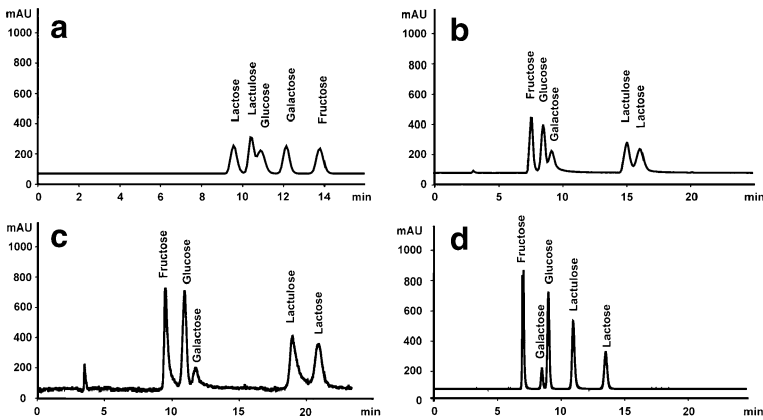 mAU
a
1000
800
600
400
200
0
Lactose
Lactulose
Glucose
Galactose
Fructose
0 2 4 6 8 10 12 14 min
mAU
b
1000
800
600
400
200
0
Fructose
Glucose
Galactose
Lactulose
Lactose
0 5 10 15 20 min
mAU
c
1000
800
600
400
200
0
Fructose
Glucose
Galactose
Lactulose
Lactose
0 5 10 15 20 min
mAU
d
1000
800
600
400
200
0
Fructose
Galactose
Glucose
Lactulose
Lactose
0 5 10 15 20 min